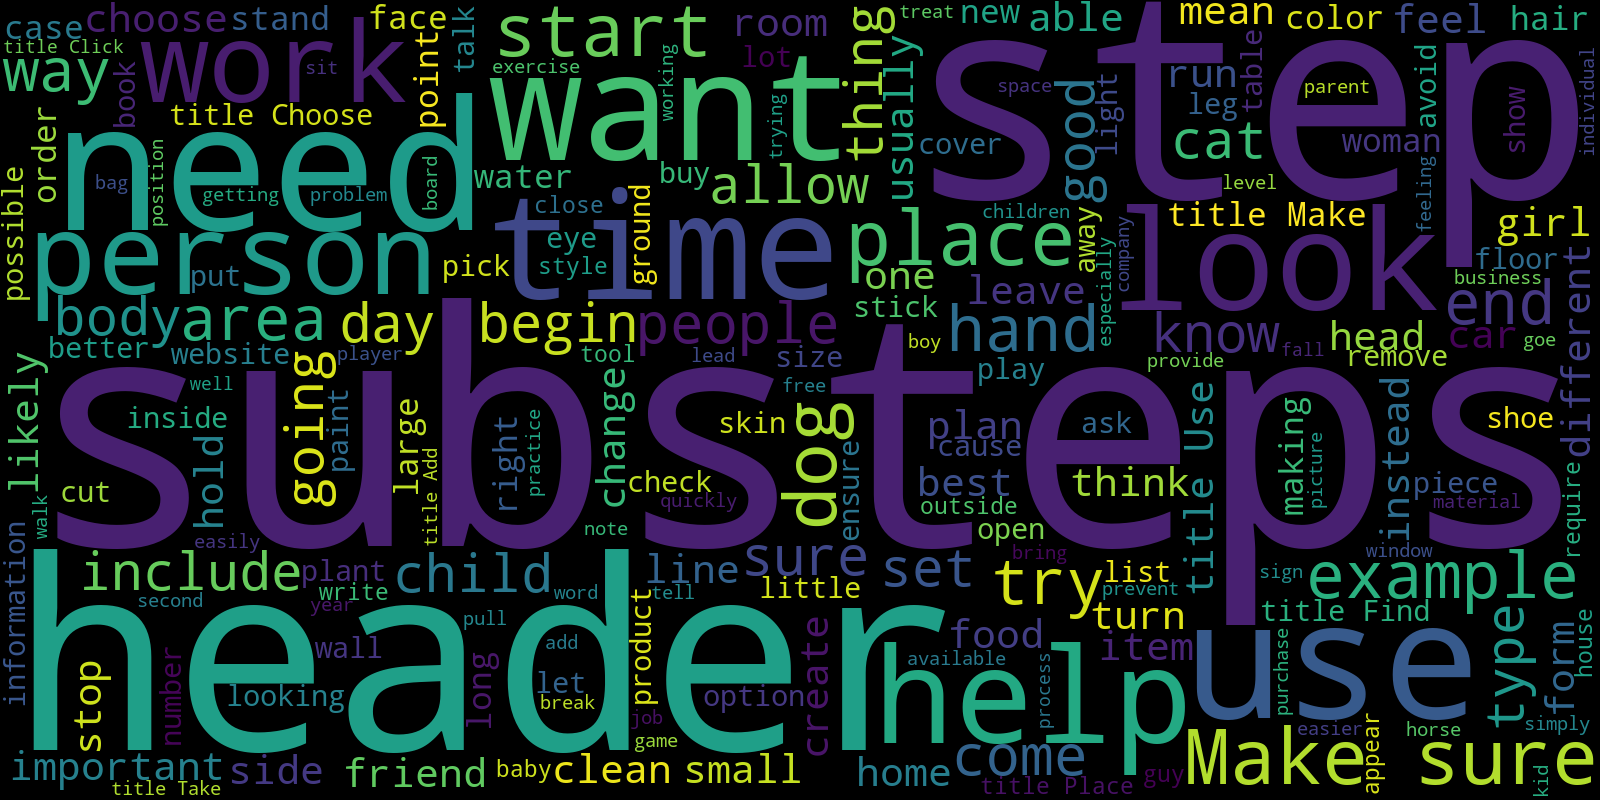 case
choose
stand
face
talk
start
room
treat
new
able
mean
color
feel
hair
title Click
way
work
sit
point
exercise
lot
thing
usually
step
book
title Choose
want
working
trying
good
light
space
run
leg
table
parent
avoid
show
individual
order
need
cat
cover
woman
possible
bag
position
getting
problem
board
water
buy
allow
level
feeling
person
time
close
ground
children
away
company
look
title Make
girl
put
eye
style
pick
place
one
floor
business
body
area
day
begin
people
stick
leave
especially
hand
know
end
different
head
car
goe
better
website
player
tool
lead
size
boy
play
provide
fall
remove
likely
well
free
substeps
inside
going
paint
large
right
practice
change
skin
dog
plan
ask
title Use
making
picture
instead
shoe
cause
hold
cut
title Add
check
quickly
ensure
best
think
piece
material
require
outside
note
open
walk
easily
information
bring
window
include
plant
child
line
sure
set
try
list
sign
example
write
word
tell
little
prevent
second
year
turn
title Find
header
pull
product
food
item
use
type
form
house
wall
add
create
available
help
stop
number
looking
long
let
option
process
purchase
break
job
game
easier
horse
simply
important
side
friend
baby
clean
small
home
come
guy
Make sure
appear
kid
title Take
title Place